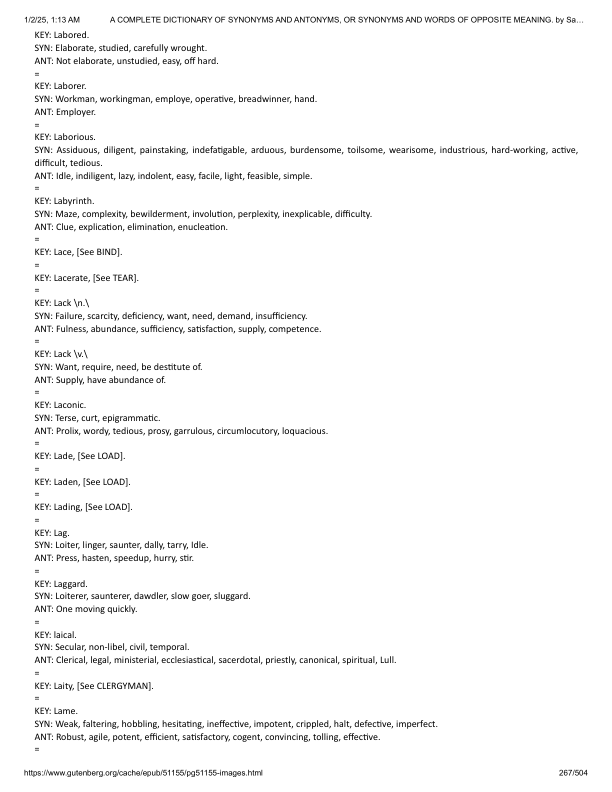 1/2/25, 1:13 AM A COMPLETE DICTIONARY OF SYNONYMS AND ANTONYMS, OR SYNONYMS AND WORDS OF OPPOSITE MEANING. by Sa…
KEY: Labored.
SYN: Elaborate, studied, carefully wrought.
ANT: Not elaborate, unstudied, easy, off hard.
=
KEY: Laborer.
SYN: Workman, workingman, employe, operative, breadwinner, hand.
ANT: Employer.
=
KEY: Laborious.
SYN: Assiduous, diligent, painstaking, indefatigable, arduous, burdensome, toilsome, wearisome, industrious, hard-working, active,
difficult, tedious.
ANT: Idle, indiligent, lazy, indolent, easy, facile, light, feasible, simple.
=
KEY: Labyrinth.
SYN: Maze, complexity, bewilderment, involution, perplexity, inexplicable, difficulty.
ANT: Clue, explication, elimination, enucleation.
=
KEY: Lace, [See BIND].
=
KEY: Lacerate, [See TEAR].
=
KEY: Lack \n.\
SYN: Failure, scarcity, deficiency, want, need, demand, insufficiency.
ANT: Fulness, abundance, sufficiency, satisfaction, supply, competence.
=
KEY: Lack \v.\
SYN: Want, require, need, be destitute of.
ANT: Supply, have abundance of.
=
KEY: Laconic.
SYN: Terse, curt, epigrammatic.
ANT: Prolix, wordy, tedious, prosy, garrulous, circumlocutory, loquacious.
=
KEY: Lade, [See LOAD].
=
KEY: Laden, [See LOAD].
=
KEY: Lading, [See LOAD].
=
KEY: Lag.
SYN: Loiter, linger, saunter, dally, tarry, Idle.
ANT: Press, hasten, speedup, hurry, stir.
=
KEY: Laggard.
SYN: Loiterer, saunterer, dawdler, slow goer, sluggard.
ANT: One moving quickly.
=
KEY: laical.
SYN: Secular, non-libel, civil, temporal.
ANT: Clerical, legal, ministerial, ecclesiastical, sacerdotal, priestly, canonical, spiritual, Lull.
=
KEY: Laity, [See CLERGYMAN].
=
KEY: Lame.
SYN: Weak, faltering, hobbling, hesitating, ineffective, impotent, crippled, halt, defective, imperfect.
ANT: Robust, agile, potent, efficient, satisfactory, cogent, convincing, tolling, effective.
=
https://www.gutenberg.org/cache/epub/51155/pg51155-images.html 267/504